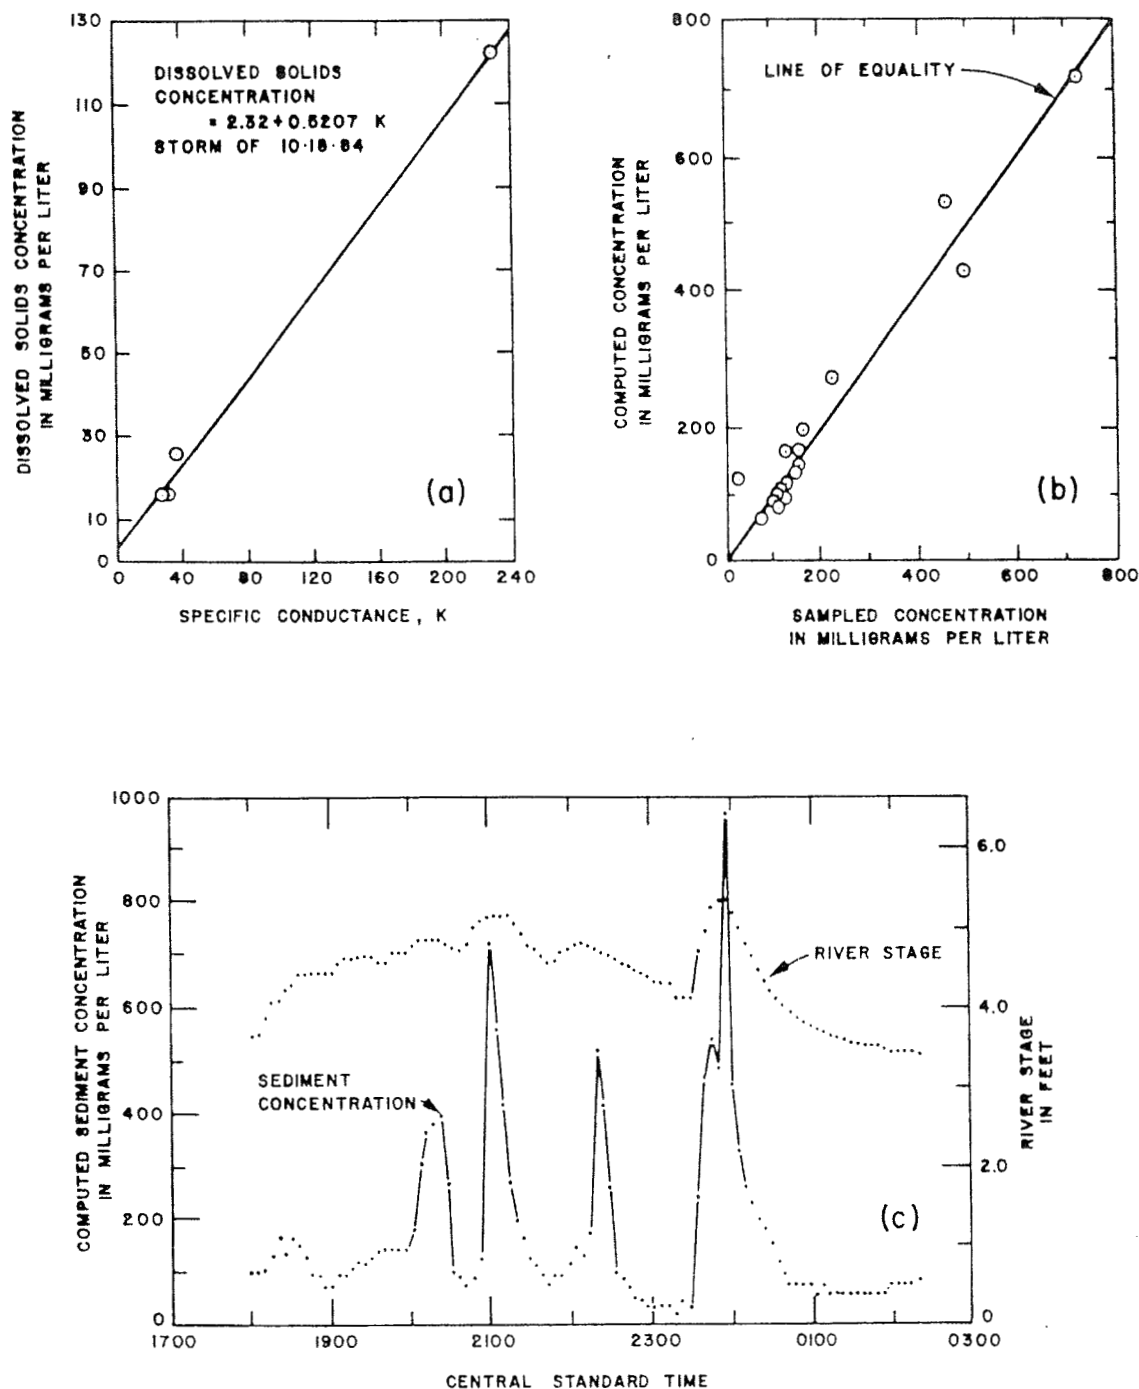 130
110
90
70
50
30
10
0
0 40 80 120 160 200 240
DISSOLVED SOLIDS CONCENTRATION
IN MILLIGRAMS PER LITER
DISSOLVED SOLIDS
CONCENTRATION
= 2.32+0.5207 K
STORM OF 10·18·84
(a)
SPECIFIC CONDUCTANCE, K
800
600
400
200
0
0 200 400 600 800
COMPUTED CONCENTRATION
IN MILLIGRAMS PER LITER
LINE OF EQUALITY
(b)
SAMPLED CONCENTRATION
IN MILLIGRAMS PER LITER
1000
800
600
400
200
0
1700 1900 2100 2300 0100 0300
COMPUTED SEDIMENT CONCENTRATION
IN MILLIGRAMS PER LITER
SEDIMENT
CONCENTRATION
RIVER STAGE
6.0
4.0
2.0
0
RIVER STAGE
IN FEET
(c)
CENTRAL STANDARD TIME